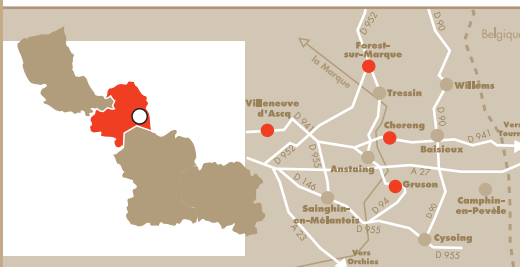 D 952
D 90
Belgique
Forest-
sur-Marque
la Marque
Willems
Tressin
Villeneuve
d'Ascq
D 941
Chereng
D 90
D 941
Vers
Tourn
Baisieux
D 952
D 955
Anstaing
A 27
D 146
Gruson
Sainghin-
en-Mélantois
D 94
D 90
Camphin-
en-Pévèle
A 23
D 955
Cysoing
Vers
Orchies
D 955